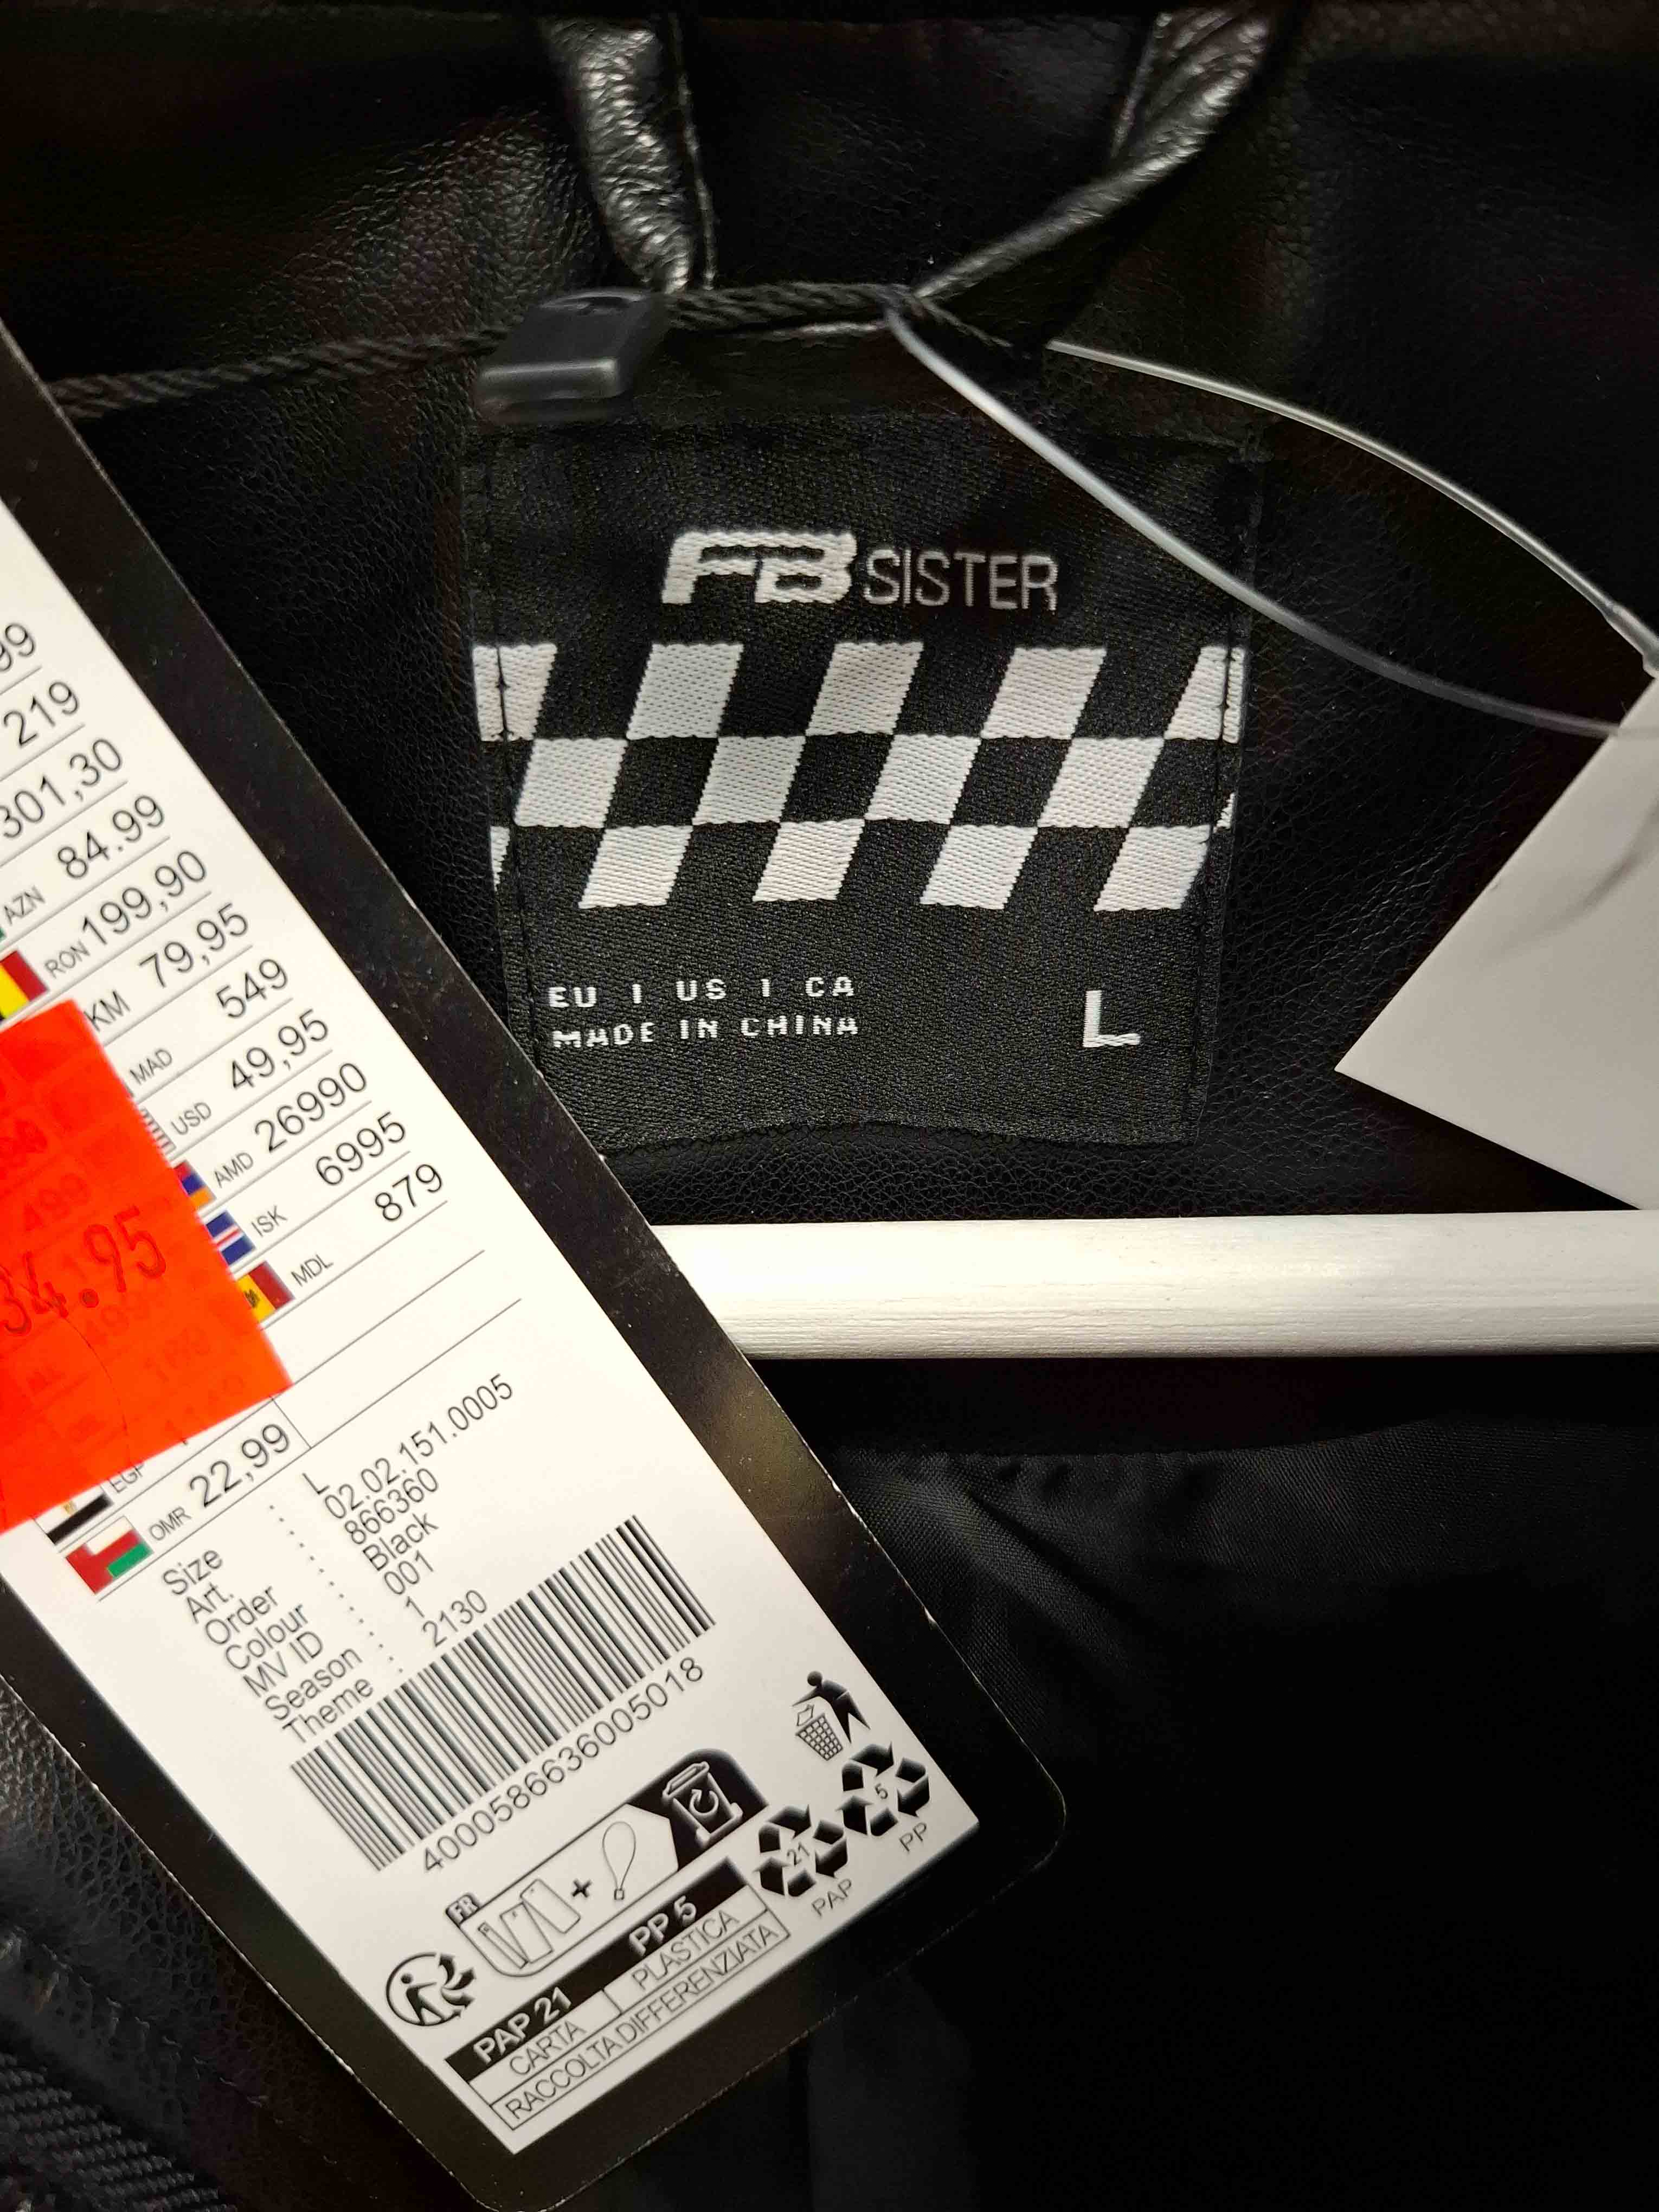 FB SISTER
EU | US | CA
MADE IN CHINA
L
99
219
301,30
AZN 84.99
RON 199,90
KM 79,95
MAD 549
USD 49,95
AMD 26990
ISK 6995
MDL 879
34.95
EGP
OMR 22,99
Size : L
Art. : 02.02.151.0005
Order : 866360
Colour : Black
MV ID : 001
Season : 1
Theme : 2130
400058663600501​8
FR
PAP 21
PP 5
CARTA
PLASTICA
RACCOLTA DIFFERENZIATA
21
PAP
5
PP